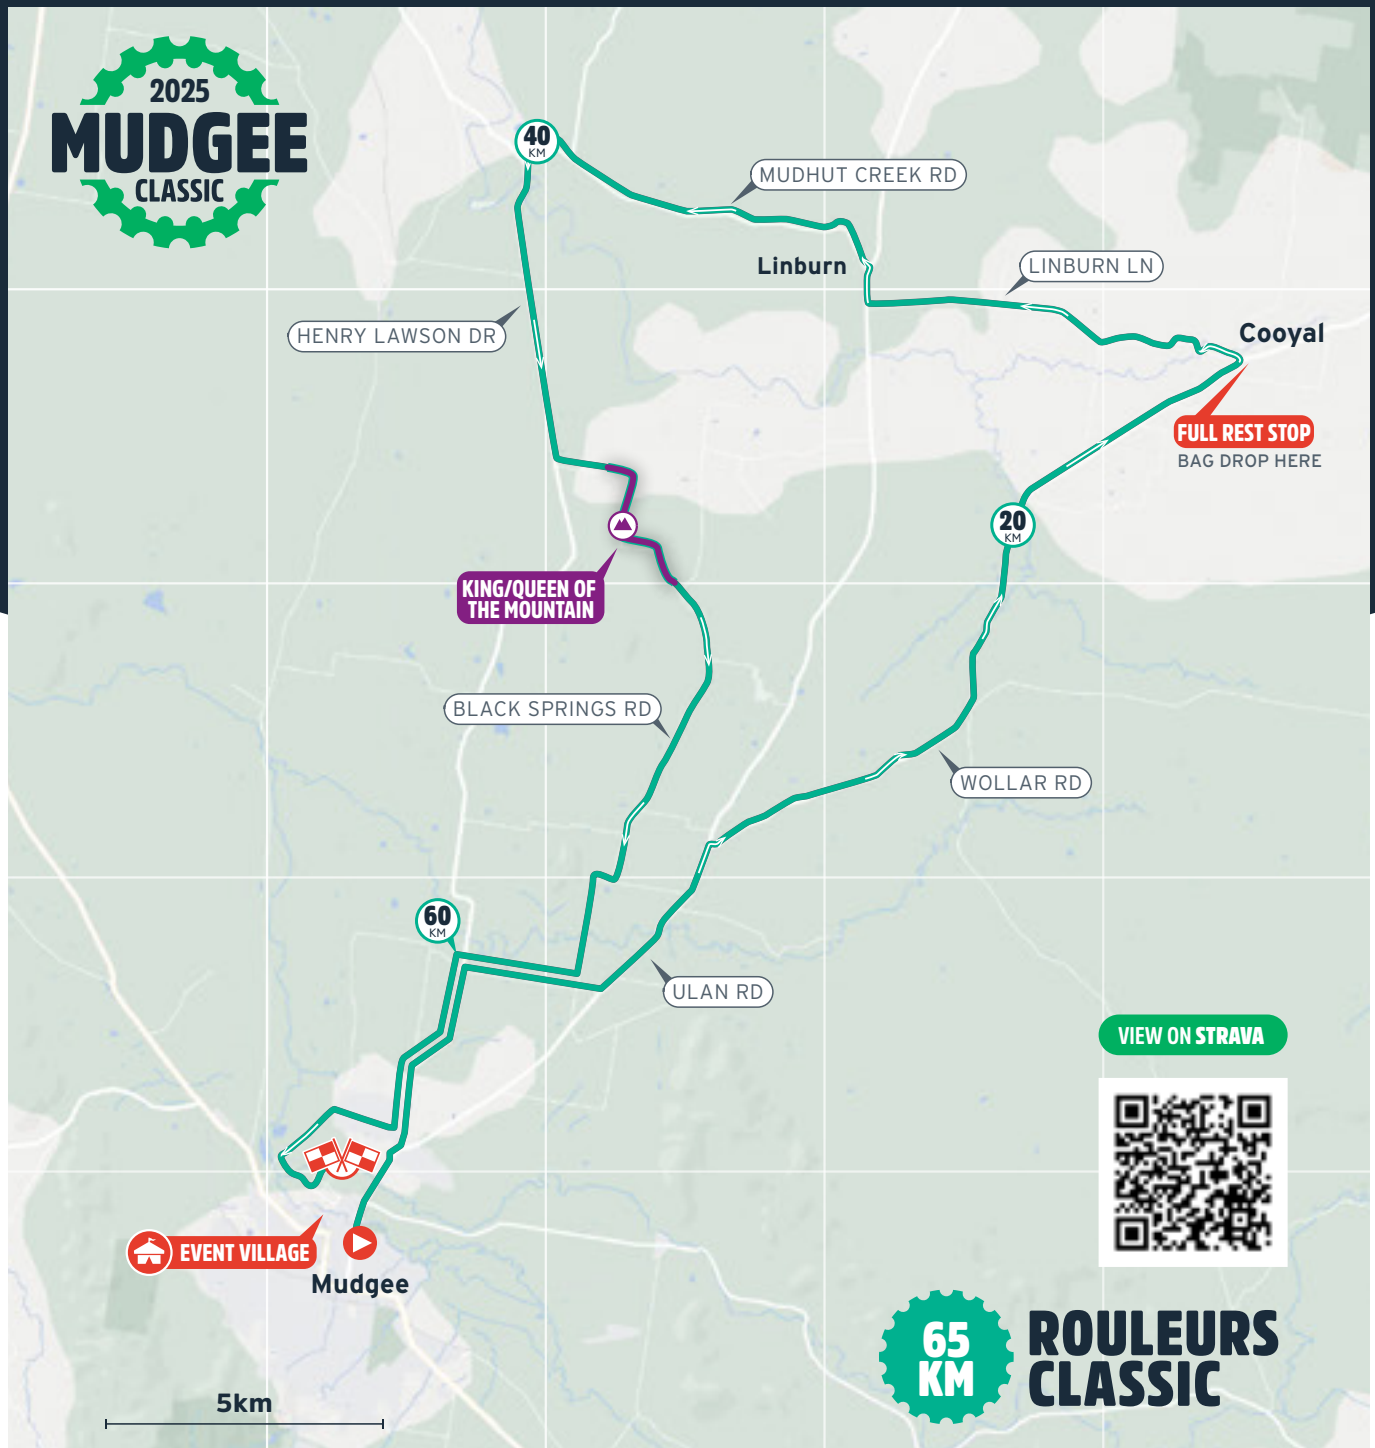 2025
MUDGEE
CLASSIC
40
KM
MUDHUT CREEK RD
Linburn
LINBURN LN
HENRY LAWSON DR
Cooyal
FULL REST STOP
BAG DROP HERE
20
KM
KING/QUEEN OF
THE MOUNTAIN
BLACK SPRINGS RD
WOLLAR RD
60
KM
ULAN RD
VIEW ON STRAVA
EVENT VILLAGE
Mudgee
65
KM
ROULEURS
CLASSIC
5km